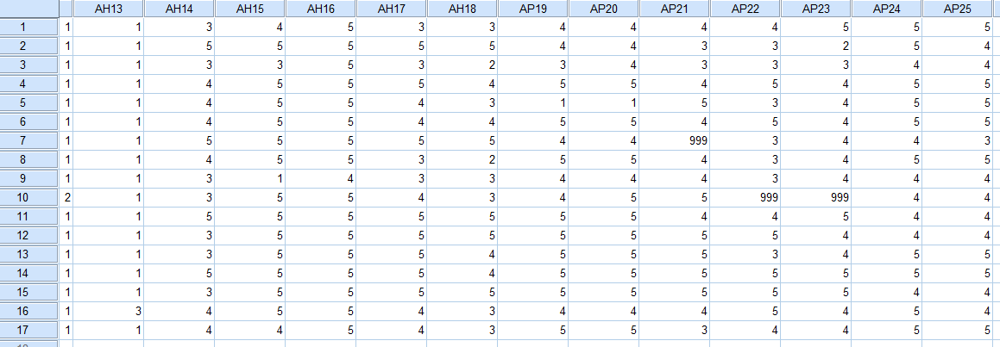 AH13 AH14 AH15 AH16 AH17 AH18 AP19 AP20 AP21 AP22 AP23 AP24 AP25
1 1 1 3 4 5 3 3 4 4 4 4 5 5 5
2 1 1 5 5 5 5 5 4 4 3 3 2 5 4
3 1 1 3 3 5 3 2 3 4 3 3 3 4 4
4 1 1 4 5 5 5 4 5 5 4 5 4 5 5
5 1 1 4 5 5 4 3 1 1 5 3 4 5 5
6 1 1 4 5 5 4 4 5 5 4 5 4 5 5
7 1 1 5 5 5 5 5 4 4 999 3 4 4 3
8 1 1 4 5 5 3 2 5 5 4 3 4 5 5
9 1 1 3 1 4 3 3 4 4 4 3 4 4 4
10 2 1 3 5 5 4 3 4 5 5 999 999 4 4
11 1 1 5 5 5 5 5 5 5 4 4 5 4 4
12 1 1 3 5 5 5 5 5 5 5 5 4 4 4
13 1 1 3 5 5 5 4 5 5 5 3 4 5 5
14 1 1 5 5 5 5 4 5 5 5 5 5 5 5
15 1 1 3 5 5 5 5 5 5 5 5 5 4 4
16 1 3 4 5 5 4 3 4 4 4 5 4 5 4
17 1 1 4 4 5 4 3 5 5 3 4 4 5 5